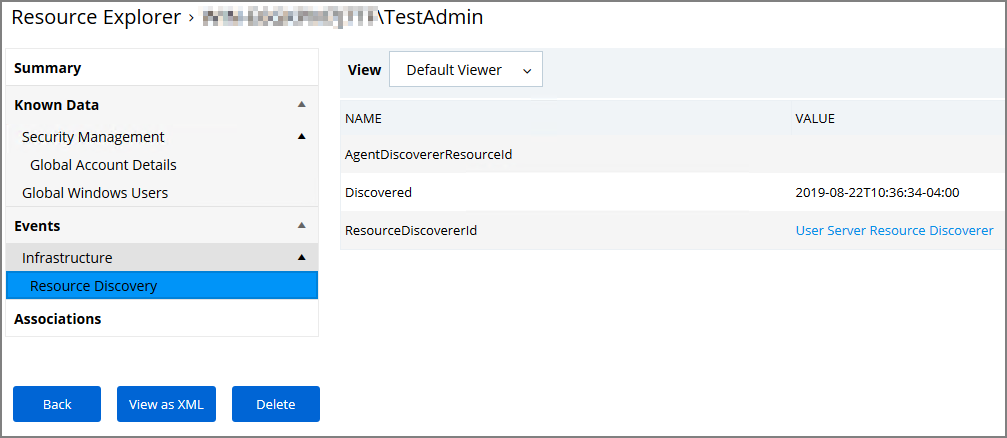 Resource Explorer › \TestAdmin
Summary
Known Data
Security Management
Global Account Details
Global Windows Users
Events
Infrastructure
Resource Discovery
Associations
View Default Viewer
NAME VALUE
AgentDiscovererResourceId
Discovered 2019-08-22T10:36:34-04:00
ResourceDiscovererId User Server Resource Discoverer
Back View as XML Delete